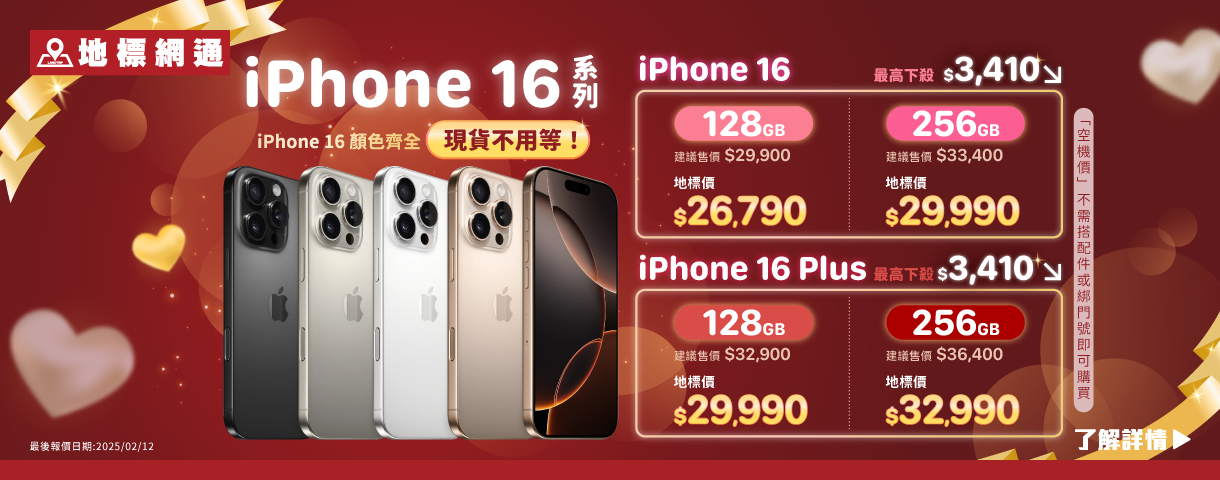 地標網通
iPhone 16 系列
iPhone 16 顏色齊全 現貨不用等！
iPhone 16
最高下殺 $3,410
128GB
建議售價 $29,900
地標價
$26,790
256GB
建議售價 $33,400
地標價
$29,990
iPhone 16 Plus
最高下殺 $3,410
128GB
建議售價 $32,900
地標價
$29,990
256GB
建議售價 $36,400
地標價
$32,990
「空機價」不需搭配件或綁門號即可購買
了解詳情
最後報價日期:2025/02/12